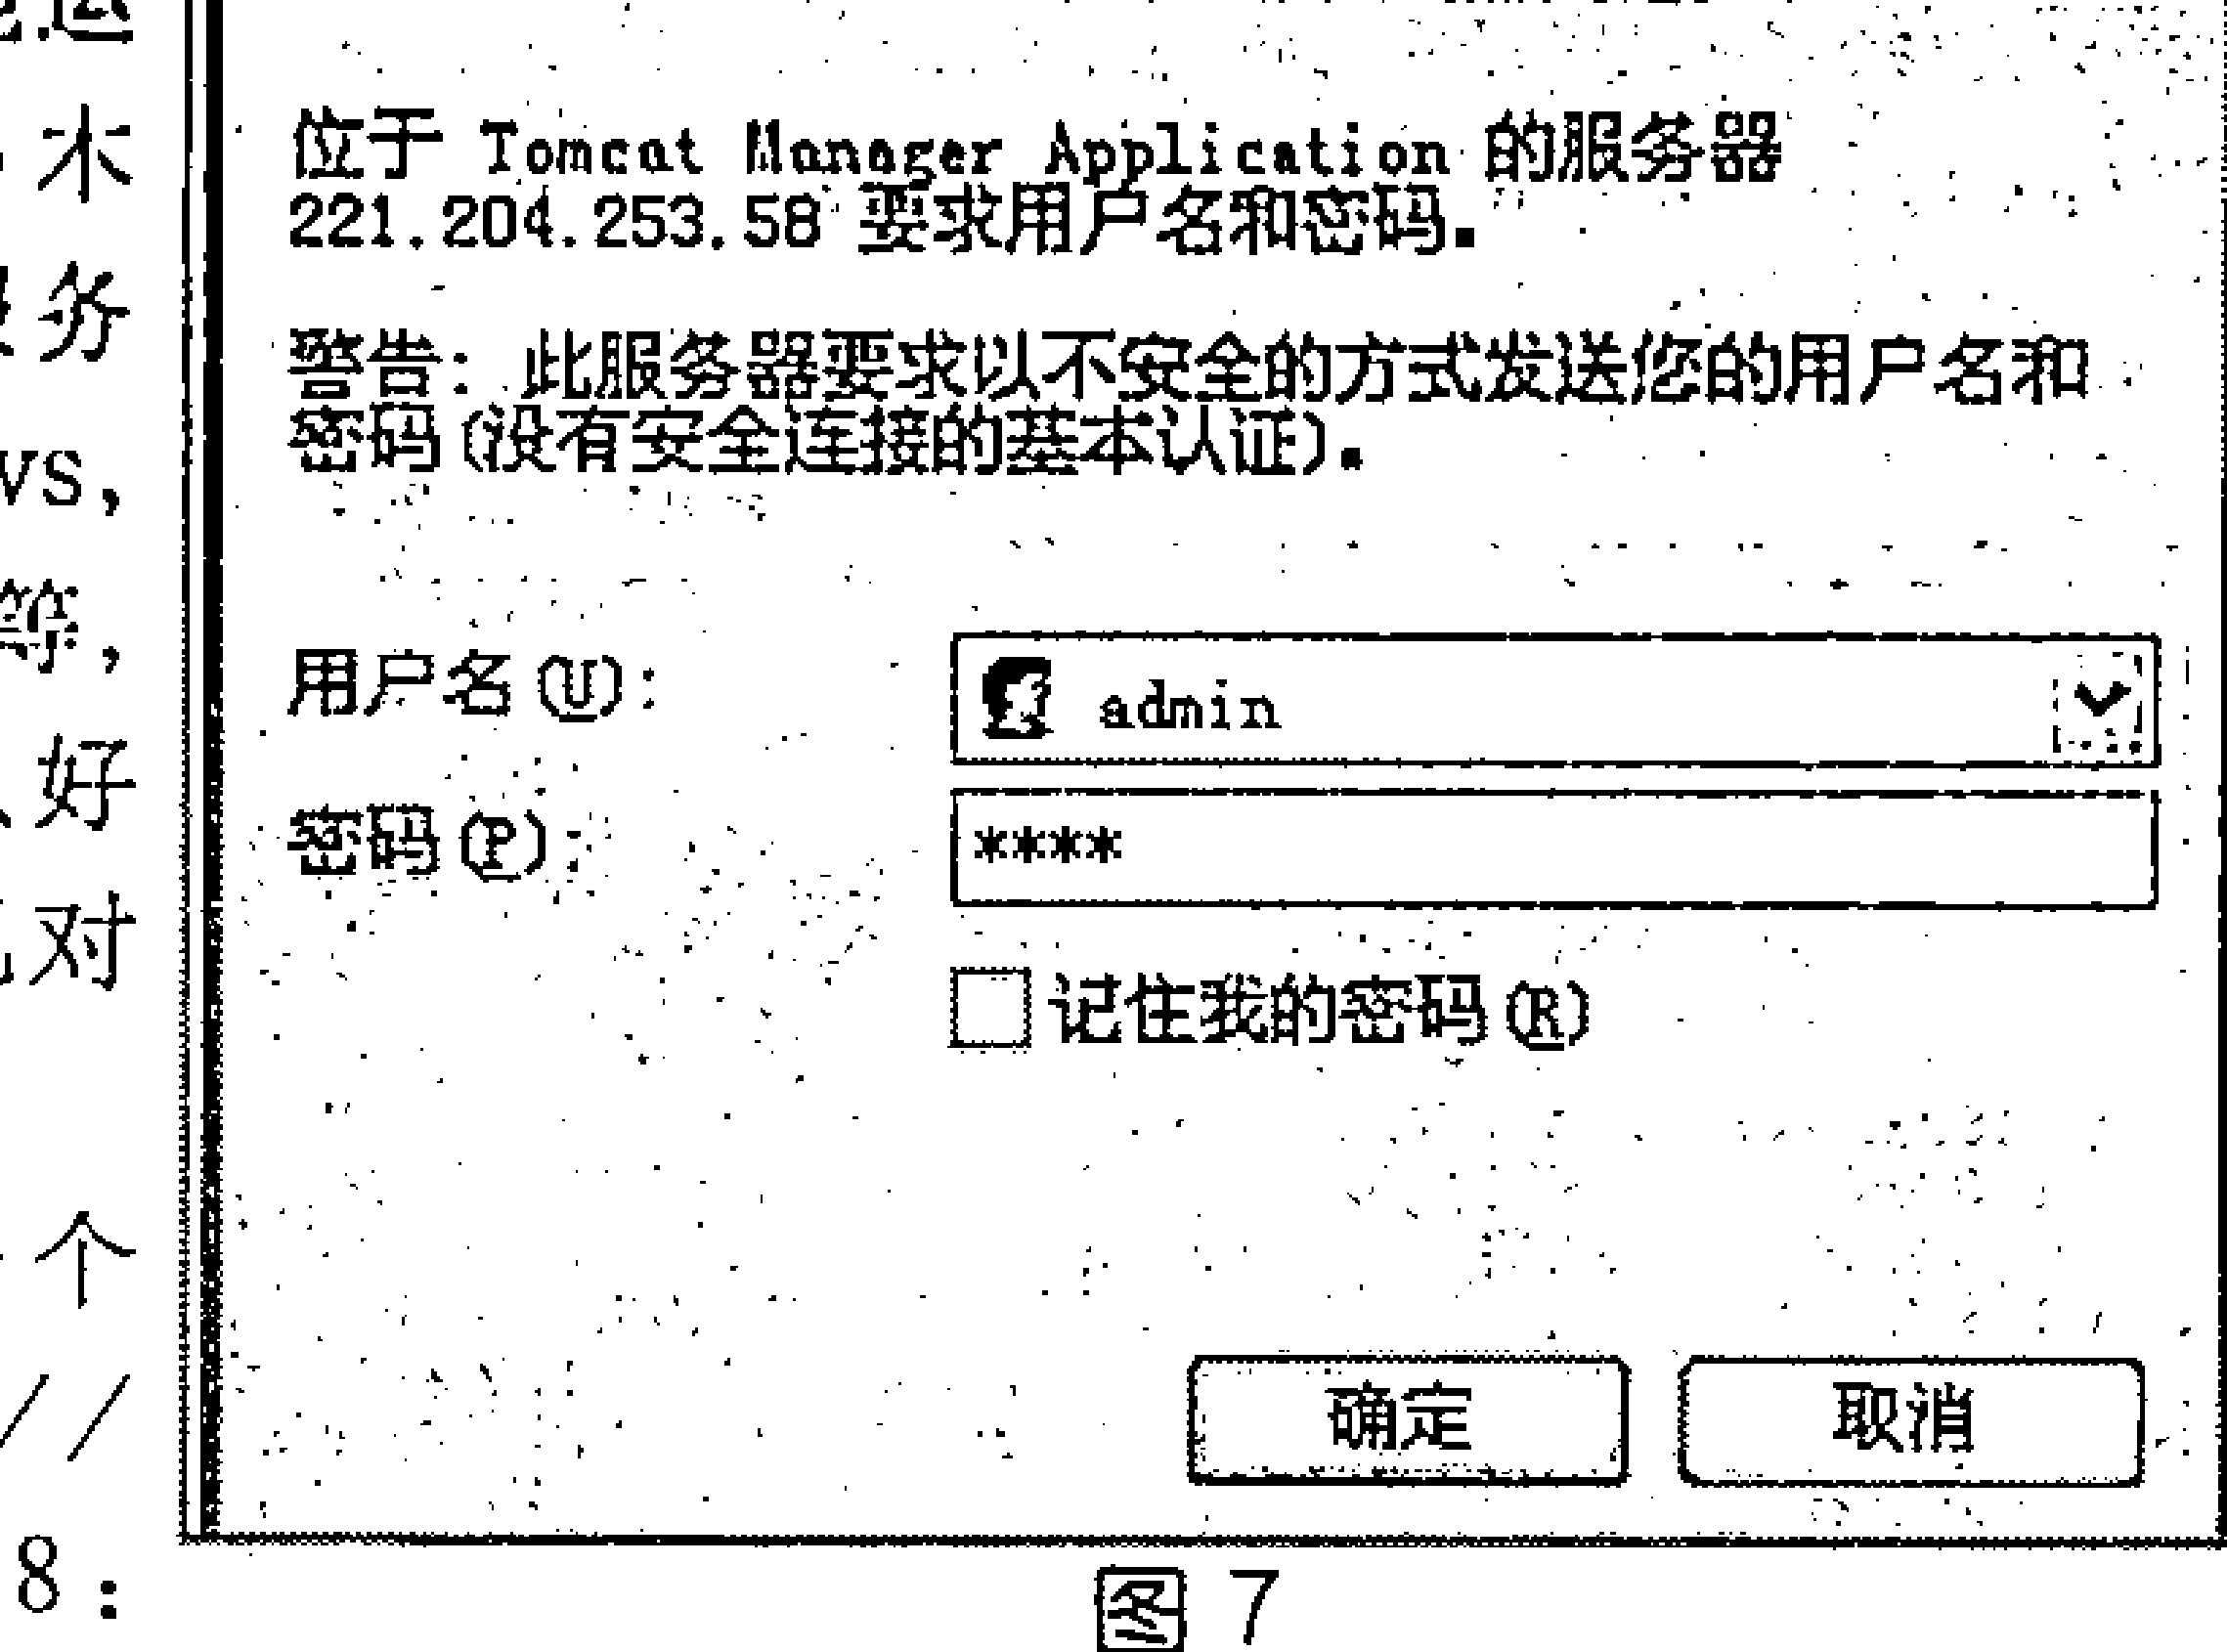 运
木
服务
ws,
等,
好
对
个
//
8:
位于 Tomcat Manager Application 的服务器
221.204.253.58 要求用户名和密码。
警告: 此服务器要求以不安全的方式发送您的用户名和
密码(没有安全连接的基本认证)。
用户名(U):
admin
密码(P):
****
记住我的密码(R)
确定
取消
图 7